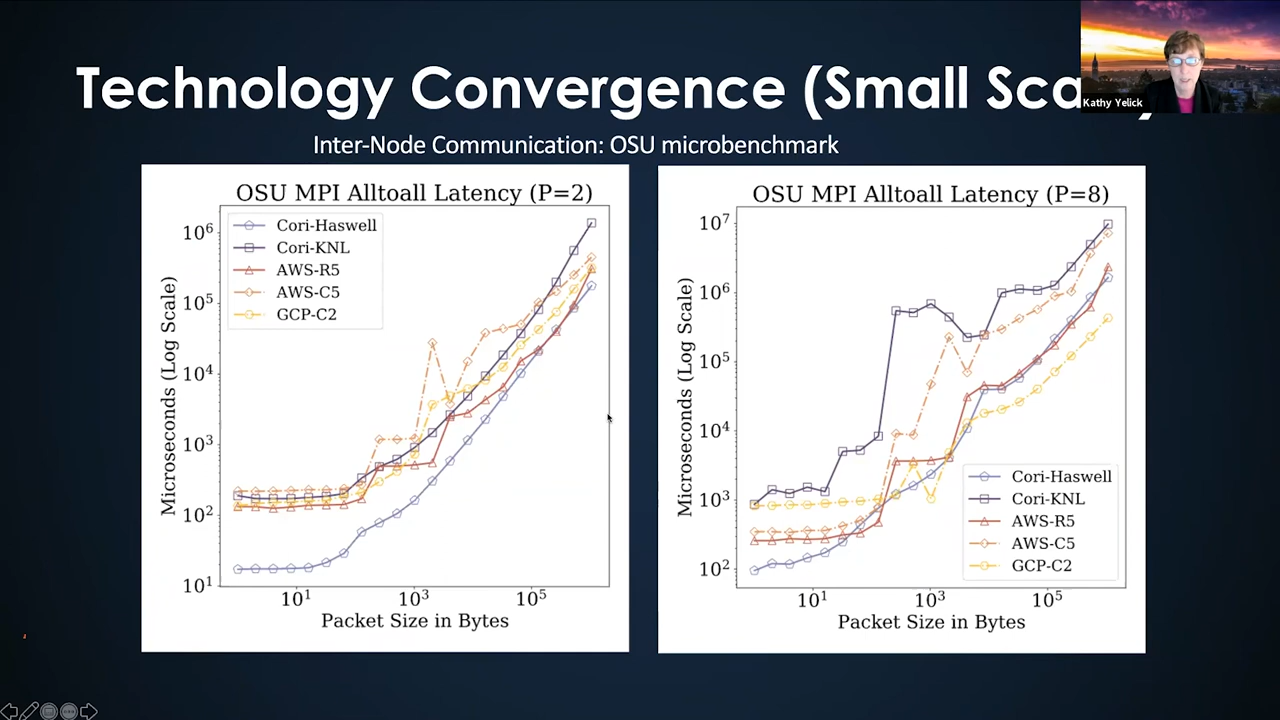 Technology Convergence (Small Sca
Kathy Yelick
Inter-Node Communication: OSU microbenchmark
OSU MPI Alltoall Latency (P=2)
Microseconds (Log Scale)
10⁶
10⁵
10⁴
10³
10²
10¹
Cori-Haswell
Cori-KNL
AWS-R5
AWS-C5
GCP-C2
10¹ 10³ 10⁵
Packet Size in Bytes
OSU MPI Alltoall Latency (P=8)
Microseconds (Log Scale)
10⁷
10⁶
10⁵
10⁴
10³
10²
Cori-Haswell
Cori-KNL
AWS-R5
AWS-C5
GCP-C2
10¹ 10³ 10⁵
Packet Size in Bytes